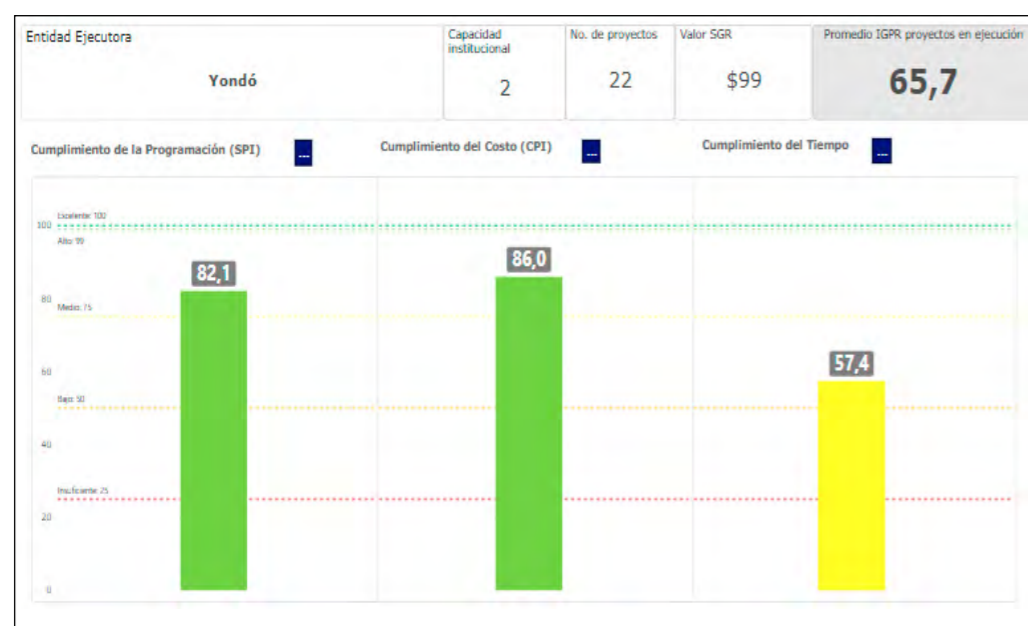 Entidad Ejecutora
Yondó
Capacidad
institucional
2
No. de proyectos
22
Valor SGR
$99
Promedio IGPR proyectos en ejecución
65,7
Cumplimiento de la Programación (SPI)
...
Cumplimiento del Costo (CPI)
...
Cumplimiento del Tiempo
...
Excelente: 100
100
Alto: 99
82,1
86,0
80
Medio: 75
57,4
60
Bajo: 50
40
Insuficiente: 25
20
0